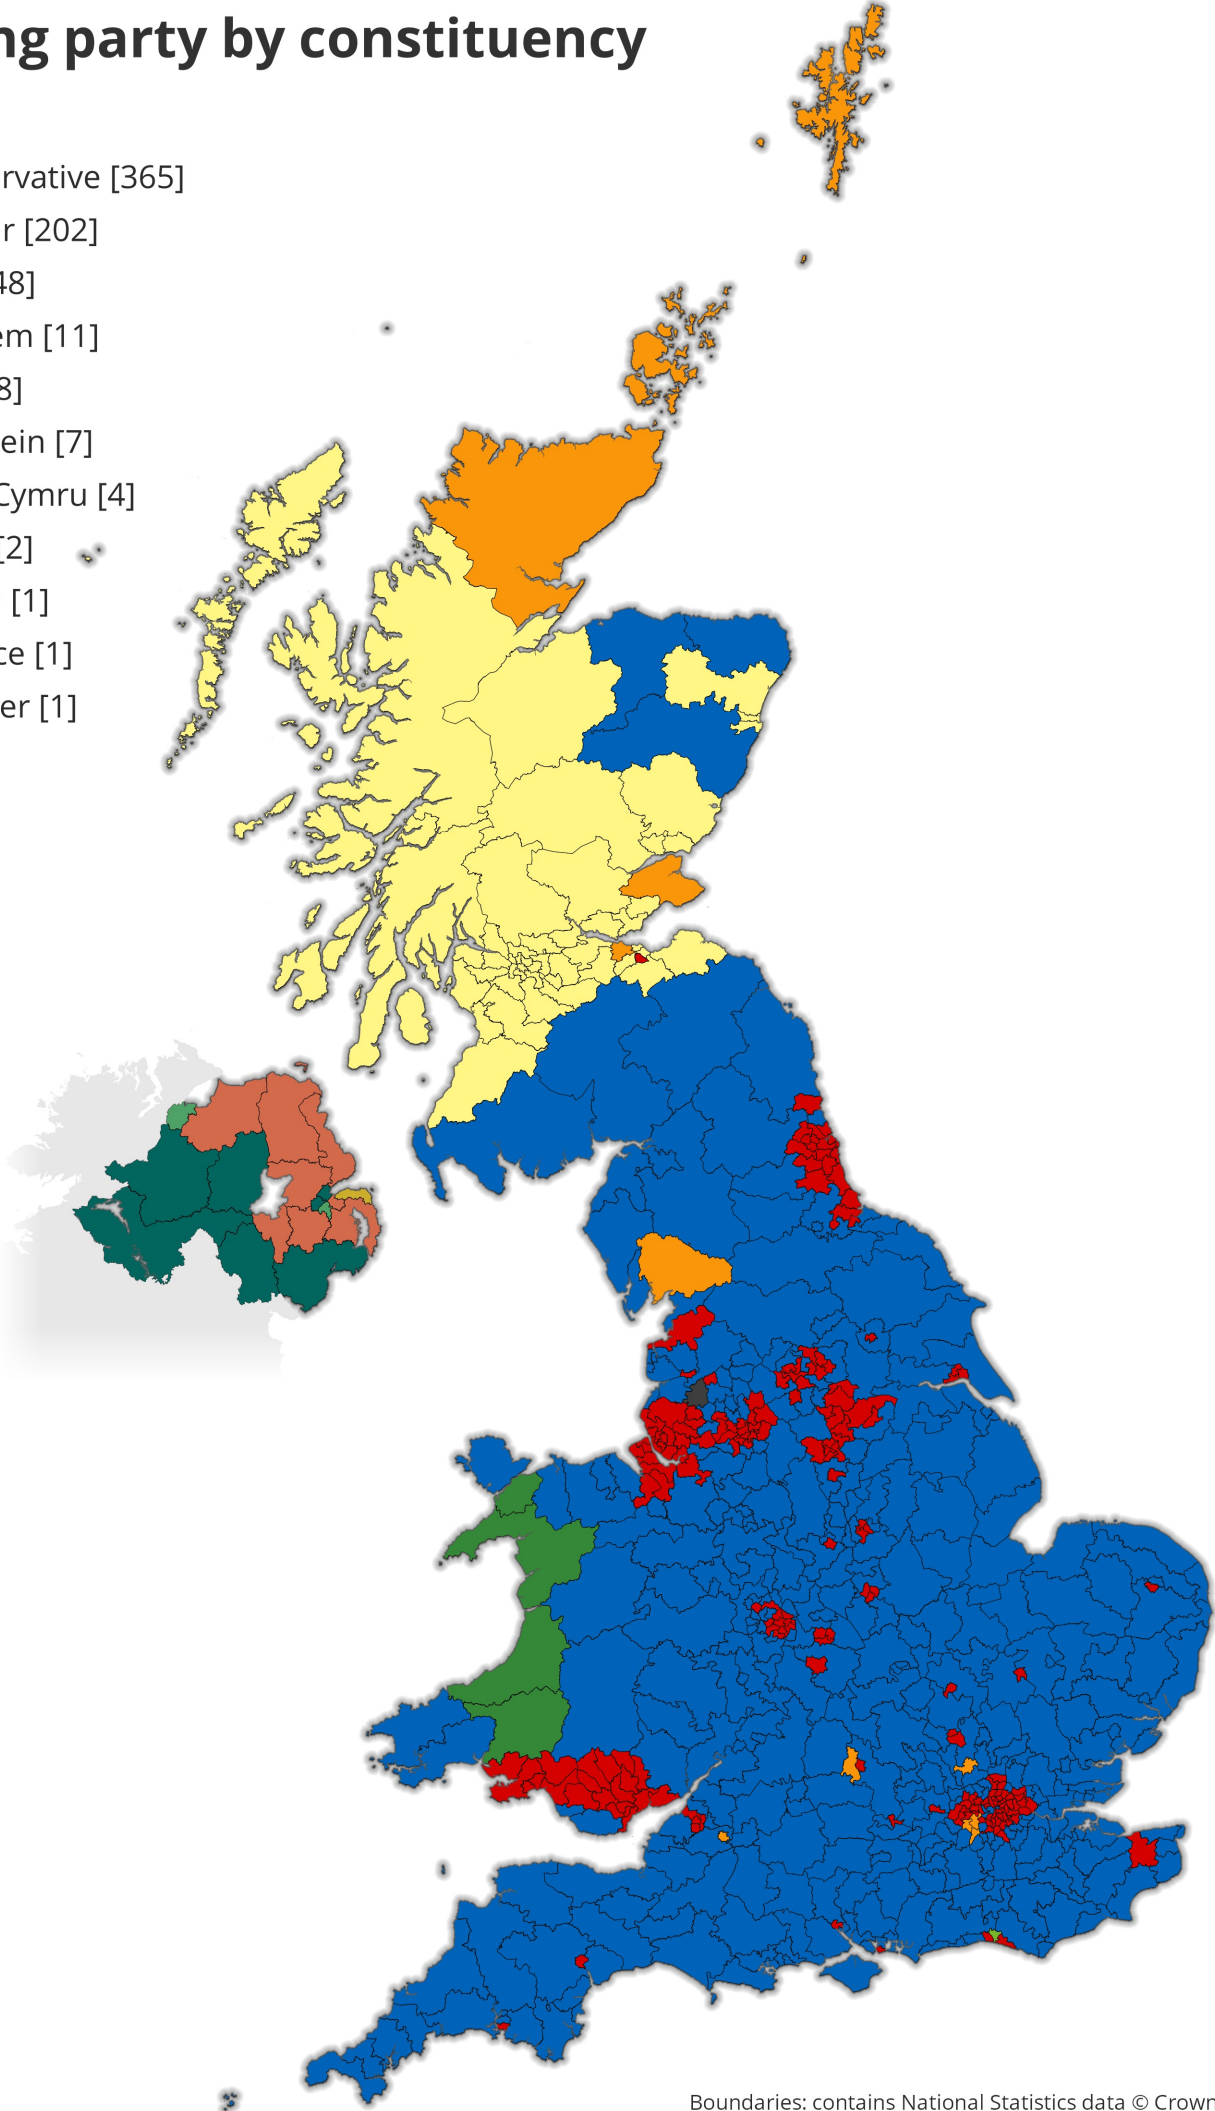 ng party by constituency
rvative [365]
r [202]
48]
em [11]
8]
ein [7]
Cymru [4]
[2]
[1]
ce [1]
er [1]
Boundaries: contains National Statistics data © Crown